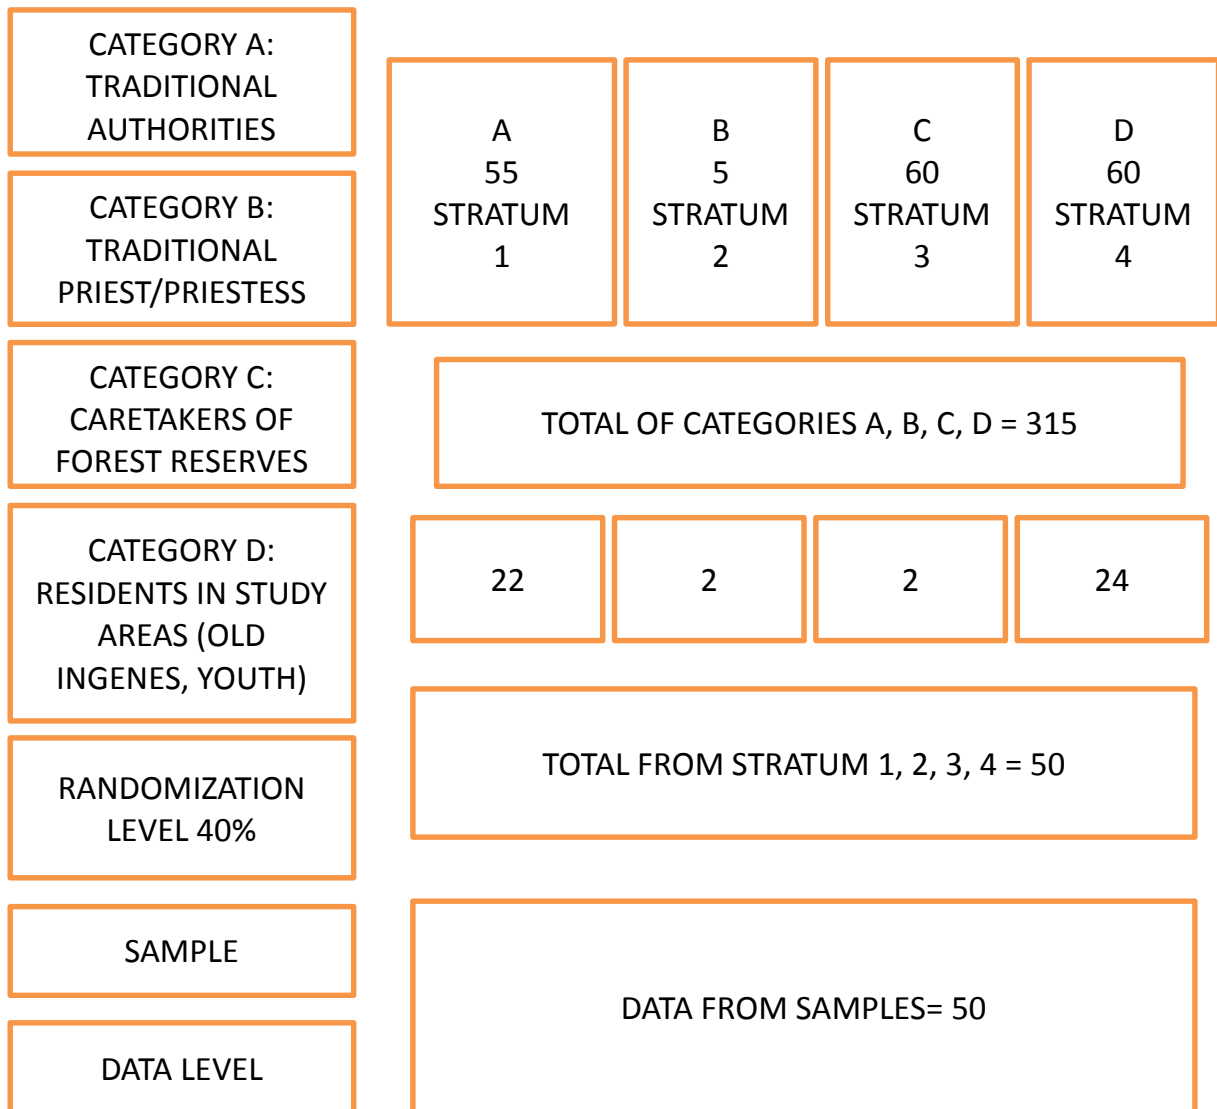 CATEGORY A:
TRADITIONAL
AUTHORITIES
CATEGORY B:
TRADITIONAL
PRIEST/PRIESTESS
CATEGORY C:
CARETAKERS OF
FOREST RESERVES
CATEGORY D:
RESIDENTS IN STUDY
AREAS (OLD
INGENES, YOUTH)
RANDOMIZATION
LEVEL 40%
SAMPLE
DATA LEVEL
A
55
STRATUM
1
B
5
STRATUM
2
C
60
STRATUM
3
D
60
STRATUM
4
TOTAL OF CATEGORIES A, B, C, D = 315
22
2
2
24
TOTAL FROM STRATUM 1, 2, 3, 4 = 50
DATA FROM SAMPLES= 50